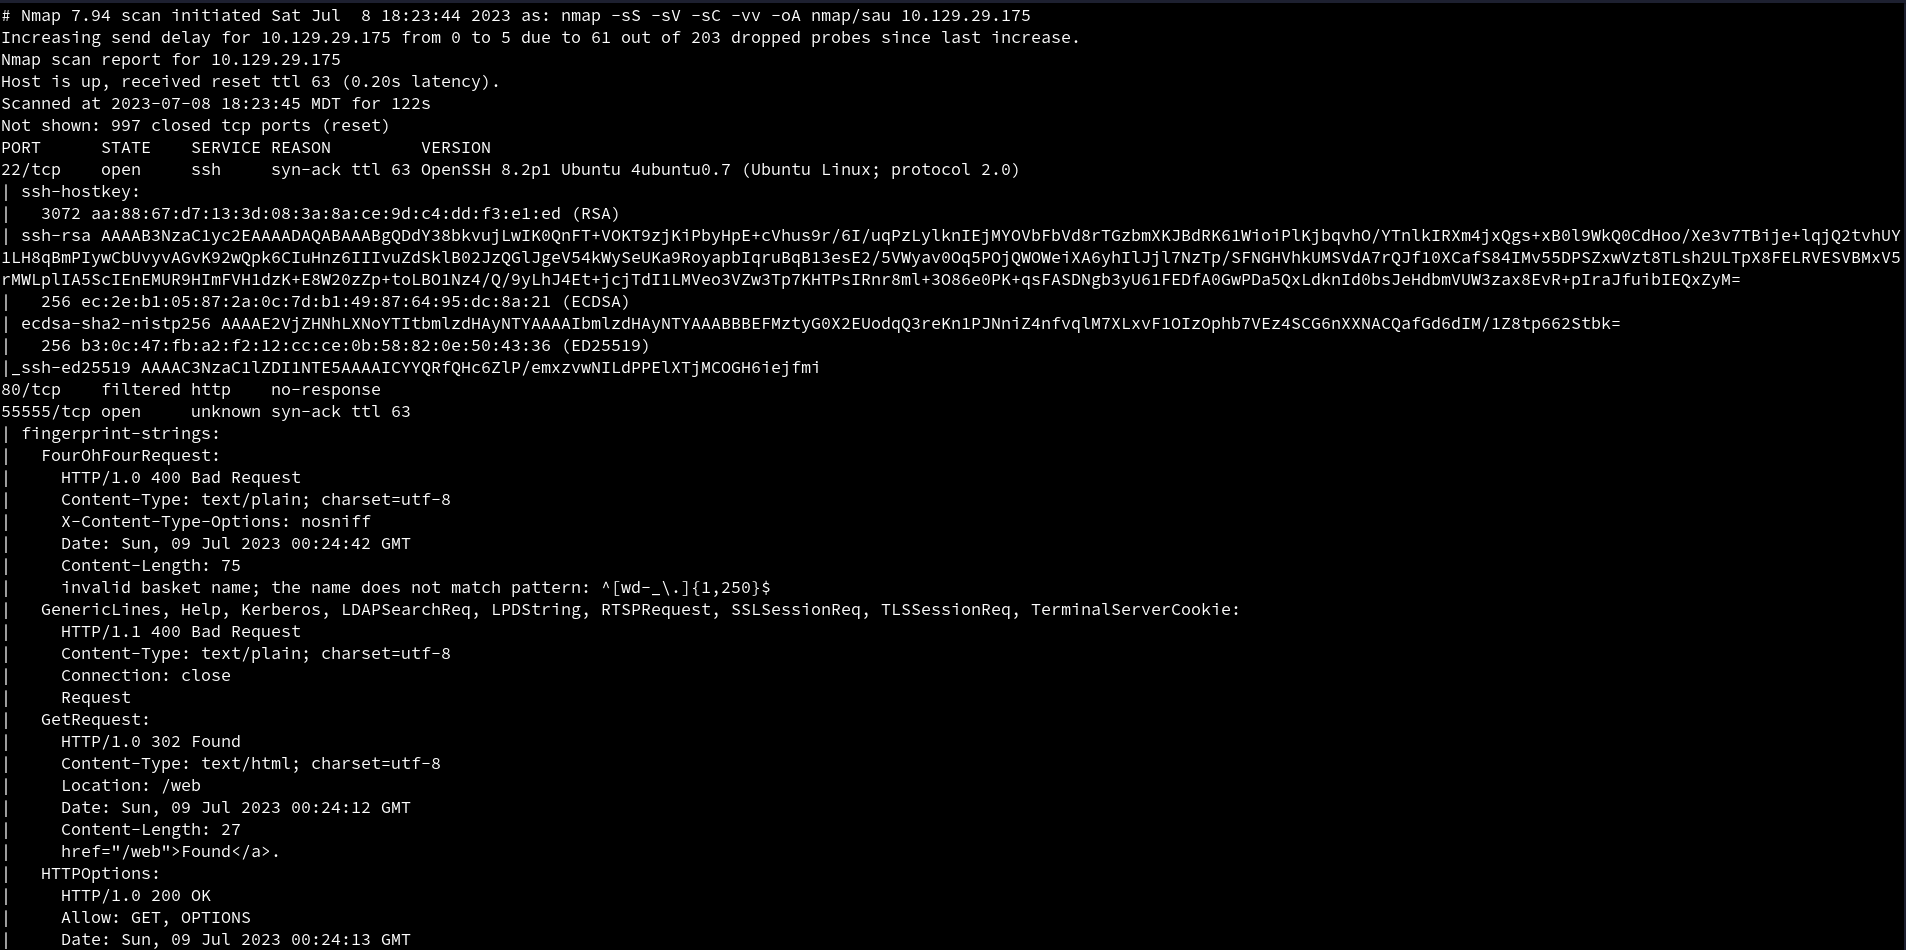 # Nmap 7.94 scan initiated Sat Jul  8 18:23:44 2023 as: nmap -sS -sV -sC -vv -oA nmap/sau 10.129.29.175
Increasing send delay for 10.129.29.175 from 0 to 5 due to 61 out of 203 dropped probes since last increase.
Nmap scan report for 10.129.29.175
Host is up, received reset ttl 63 (0.20s latency).
Scanned at 2023-07-08 18:23:45 MDT for 122s
Not shown: 997 closed tcp ports (reset)
PORT      STATE    SERVICE REASON         VERSION
22/tcp    open     ssh     syn-ack ttl 63 OpenSSH 8.2p1 Ubuntu 4ubuntu0.7 (Ubuntu Linux; protocol 2.0)
| ssh-hostkey:
|   3072 aa:88:67:d7:13:3d:08:3a:8a:ce:9d:c4:dd:f3:e1:ed (RSA)
| ssh-rsa AAAAB3NzaC1yc2EAAAADAQABAAABgQDdY38bkvujLwIK0QnFT+VOKT9zjKiPbyHpE+cVhus9r/6I/uqPzLylknIEjMYOVbFbVd8rTGzbmXKJBdRK61WioiPlKjbqvhO/YTnlkIRXm4jxQgs+xB0l9WkQ0CdHoo/Xe3v7TBije+lqjQ2tvhUY
1LH8qBmPIywCbUvyvAGvK92wQpk6CIuHnz6IIIvuZdSklB02JzQGlJgeV54kWySeUKa9RoyapbIqruBqB13esE2/5VWyav0Oq5POjQWOWeiXA6yhIlJjl7NzTp/SFNGHVhkUMSVdA7rQJf10XCafS84IMv55DPSZxwVzt8TLsh2ULTpX8FELRVESVBMxV5
rMWLplIA5ScIEnEMUR9HImFVH1dzK+E8W20zZp+toLBO1Nz4/Q/9yLhJ4Et+jcjTdI1LMVeo3VZw3Tp7KHTPsIRnr8ml+3O86e0PK+qsFASDNgb3yU61FEDfA0GwPDa5QxLdknId0bsJeHdbmVUW3zax8EvR+pIraJfuibIEQxZyM=
|   256 ec:2e:b1:05:87:2a:0c:7d:b1:49:87:64:95:dc:8a:21 (ECDSA)
| ecdsa-sha2-nistp256 AAAAE2VjZHNhLXNoYTItbmlzdHAyNTYAAAAIbmlzdHAyNTYAAABBBEFMztyG0X2EUodqQ3reKn1PJNniZ4nfvqlM7XLxvF1OIzOphb7VEz4SCG6nXXNACQafGd6dIM/1Z8tp662Stbk=
|   256 b3:0c:47:fb:a2:f2:12:cc:ce:0b:58:82:0e:50:43:36 (ED25519)
|_ssh-ed25519 AAAAC3NzaC1lZDI1NTE5AAAAICYYQRfQHc6ZlP/emxzvwNILdPPElXTjMCOGH6iejfmi
80/tcp    filtered http    no-response
55555/tcp open     unknown syn-ack ttl 63
| fingerprint-strings:
|   FourOhFourRequest:
|     HTTP/1.0 400 Bad Request
|     Content-Type: text/plain; charset=utf-8
|     X-Content-Type-Options: nosniff
|     Date: Sun, 09 Jul 2023 00:24:42 GMT
|     Content-Length: 75
|     invalid basket name; the name does not match pattern: ^[wd-_\.]{1,250}$
|   GenericLines, Help, Kerberos, LDAPSearchReq, LPDString, RTSPRequest, SSLSessionReq, TLSSessionReq, TerminalServerCookie:
|     HTTP/1.1 400 Bad Request
|     Content-Type: text/plain; charset=utf-8
|     Connection: close
|     Request
|   GetRequest:
|     HTTP/1.0 302 Found
|     Content-Type: text/html; charset=utf-8
|     Location: /web
|     Date: Sun, 09 Jul 2023 00:24:12 GMT
|     Content-Length: 27
|     href="/web">Found</a>.
|   HTTPOptions:
|     HTTP/1.0 200 OK
|     Allow: GET, OPTIONS
|     Date: Sun, 09 Jul 2023 00:24:13 GMT